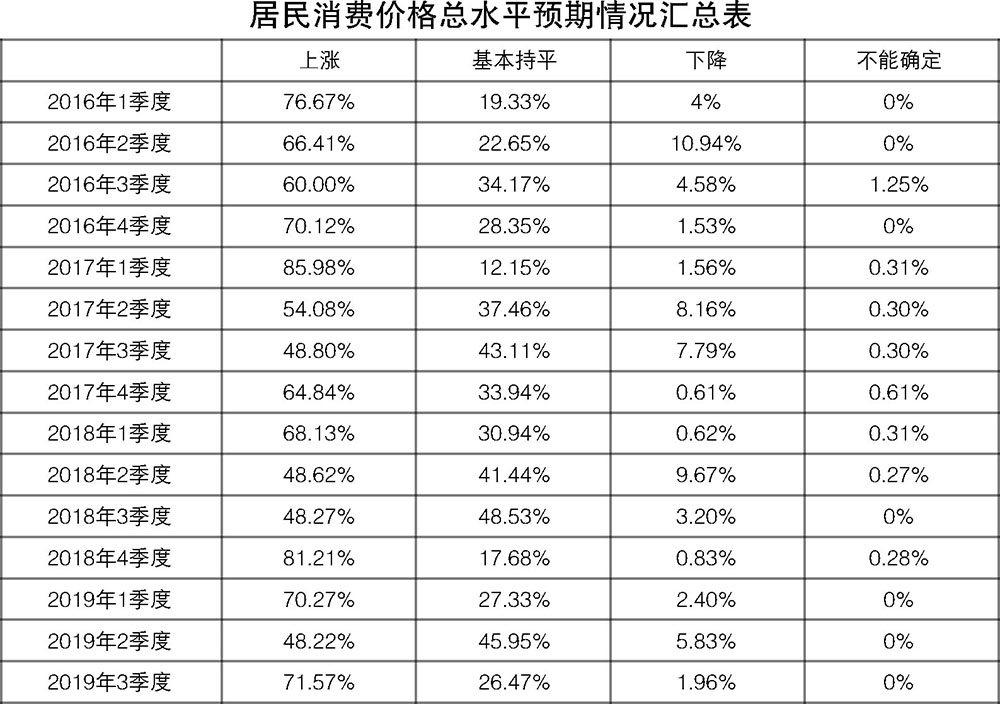 居民消费价格总水平预期情况汇总表
上涨 基本持平 下降 不能确定
2016年1季度 76.67% 19.33% 4% 0%
2016年2季度 66.41% 22.65% 10.94% 0%
2016年3季度 60.00% 34.17% 4.58% 1.25%
2016年4季度 70.12% 28.35% 1.53% 0%
2017年1季度 85.98% 12.15% 1.56% 0.31%
2017年2季度 54.08% 37.46% 8.16% 0.30%
2017年3季度 48.80% 43.11% 7.79% 0.30%
2017年4季度 64.84% 33.94% 0.61% 0.61%
2018年1季度 68.13% 30.94% 0.62% 0.31%
2018年2季度 48.62% 41.44% 9.67% 0.27%
2018年3季度 48.27% 48.53% 3.20% 0%
2018年4季度 81.21% 17.68% 0.83% 0.28%
2019年1季度 70.27% 27.33% 2.40% 0%
2019年2季度 48.22% 45.95% 5.83% 0%
2019年3季度 71.57% 26.47% 1.96% 0%